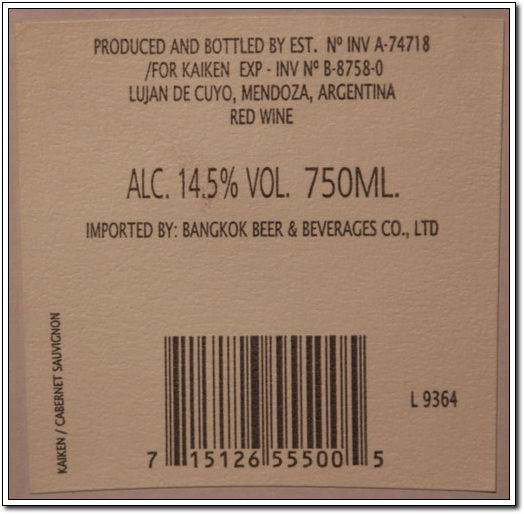 PRODUCED AND BOTTLED BY EST. Nº INV A-74718
/FOR KAIKEN EXP - INV Nº B-8758-0
LUJAN DE CUYO, MENDOZA, ARGENTINA
RED WINE
ALC. 14.5% VOL. 750ML.
IMPORTED BY: BANGKOK BEER & BEVERAGES CO., LTD
KAIKEN / CABERNET SAUVIGNON
L 9364
7 15126 55500 5